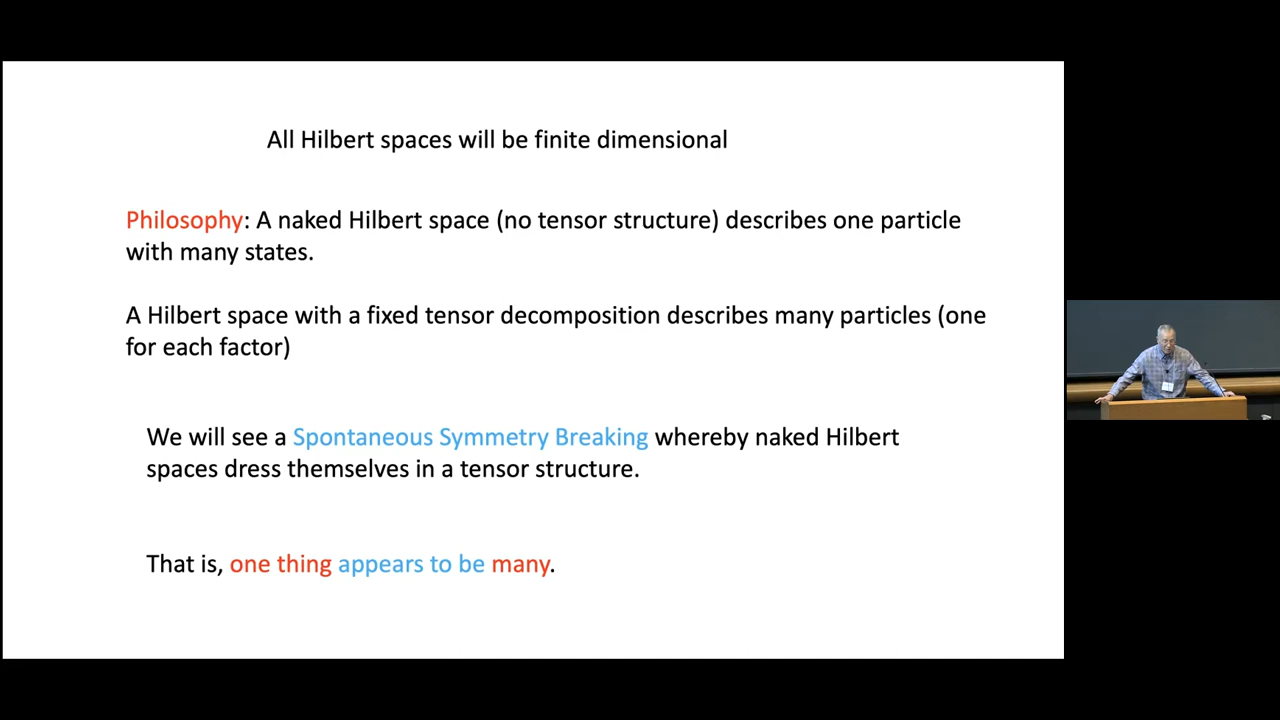 All Hilbert spaces will be finite dimensional
Philosophy: A naked Hilbert space (no tensor structure) describes one particle
with many states.
A Hilbert space with a fixed tensor decomposition describes many particles (one
for each factor)
We will see a Spontaneous Symmetry Breaking whereby naked Hilbert
spaces dress themselves in a tensor structure.
That is, one thing appears to be many.